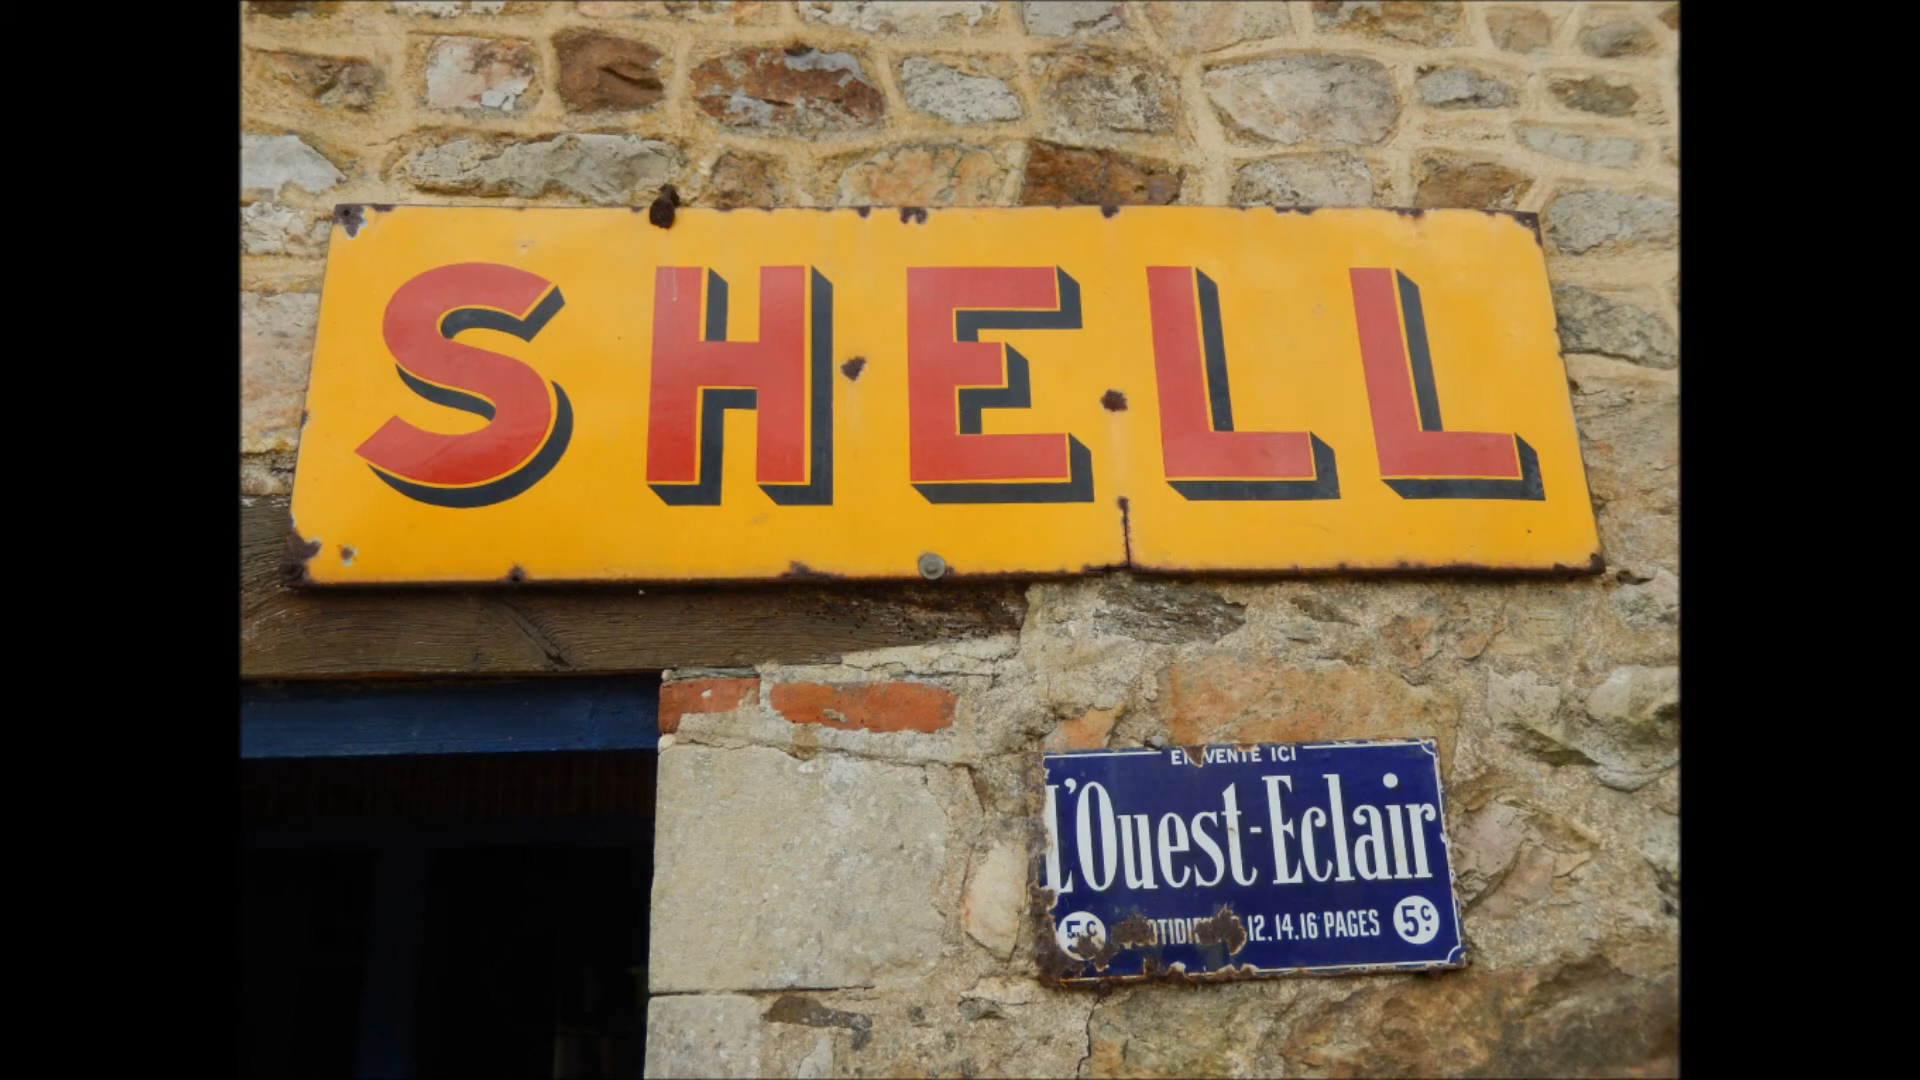 SHELL
EN VENTE ICI
L'Ouest-Eclair
5c 12.14.16 PAGES 5c